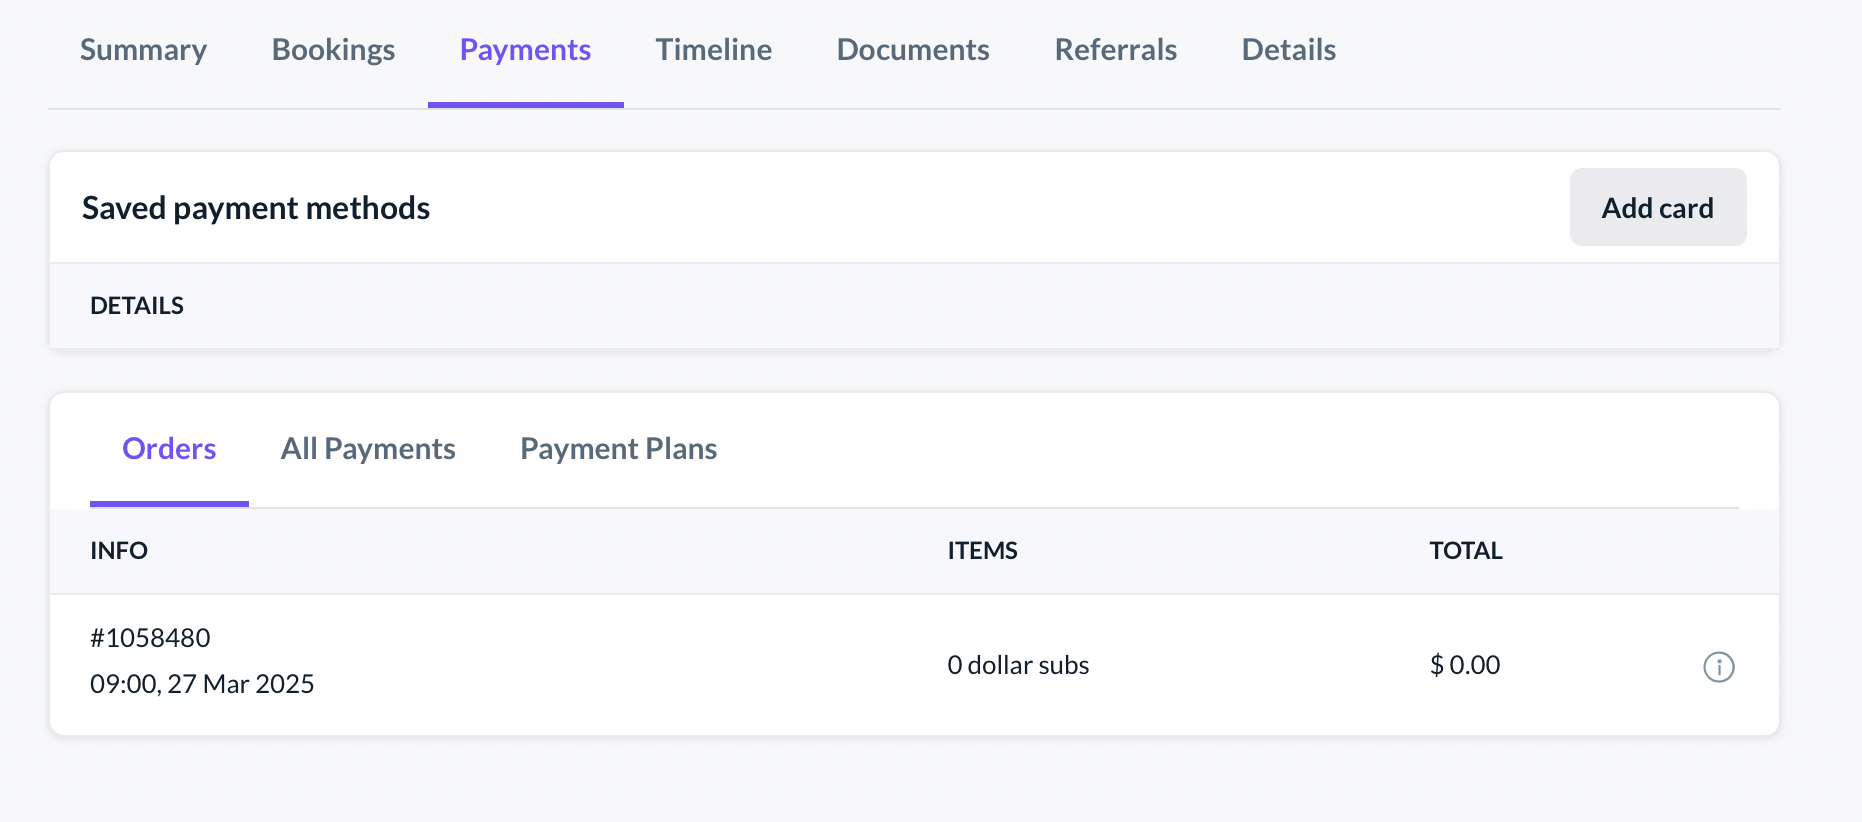 Summary Bookings Payments Timeline Documents Referrals Details
Saved payment methods Add card
DETAILS
Orders All Payments Payment Plans
INFO ITEMS TOTAL
#1058480
09:00, 27 Mar 2025
0 dollar subs $ 0.00